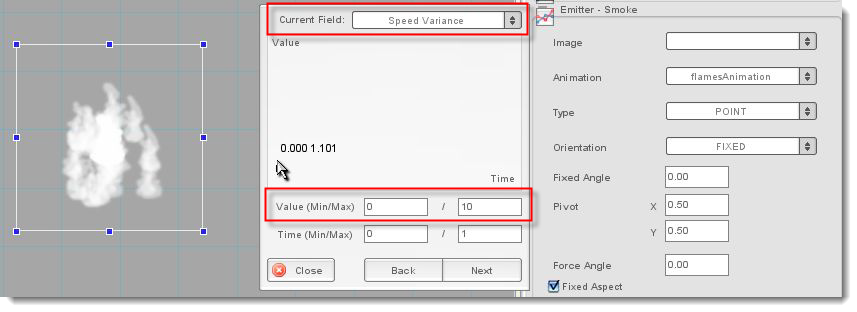 Current Field: Speed Variance
Value
0.000 1.101
Time
Value (Min/Max) 0 / 10
Time (Min/Max) 0 / 1
Close Back Next
Emitter - Smoke
Image
Animation flamesAnimation
Type POINT
Orientation FIXED
Fixed Angle 0.00
Pivot X 0.50
Y 0.50
Force Angle 0.00
Fixed Aspect